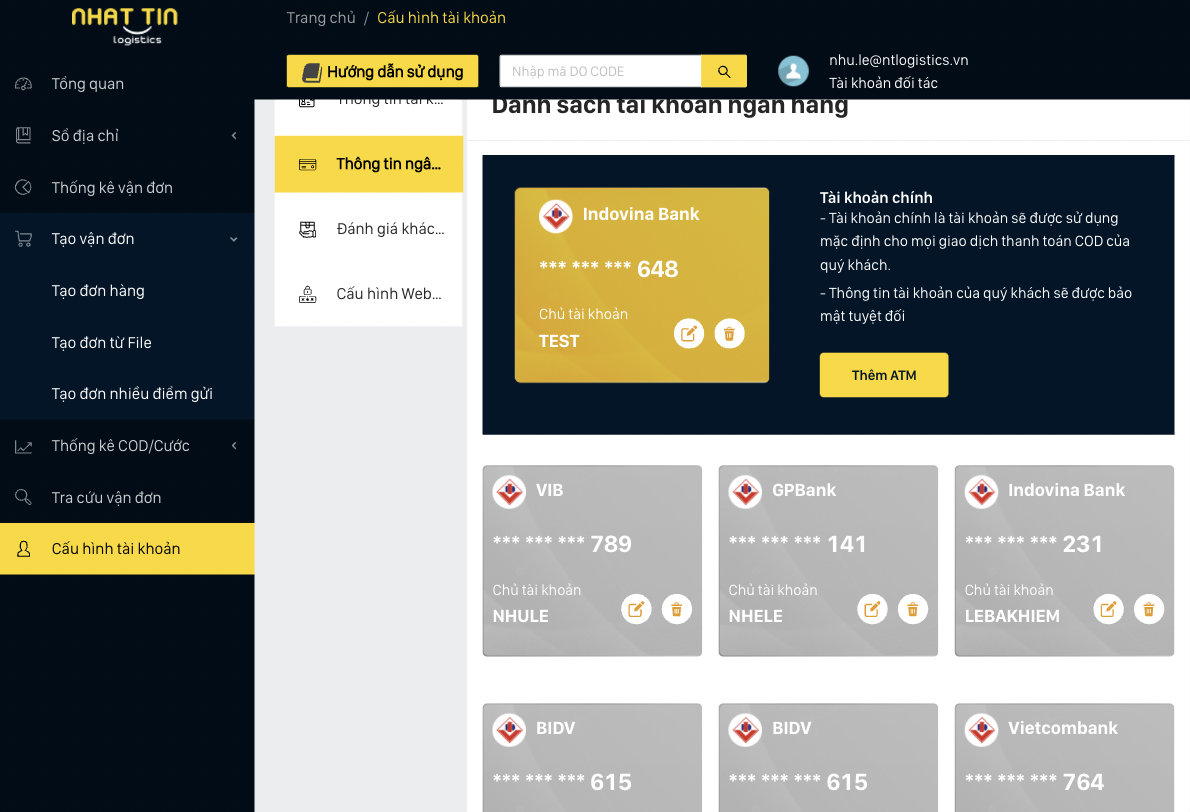 NHAT TIN
logistics
Trang chủ / Cấu hình tài khoản
Hướng dẫn sử dụng
Nhập mã DO CODE
nhu.le@ntlogistics.vn
Tài khoản đối tác
Tổng quan
Sổ địa chỉ
Thống kê vận đơn
Tạo vận đơn
Tạo đơn hàng
Tạo đơn từ File
Tạo đơn nhiều điểm gửi
Thống kê COD/Cước
Tra cứu vận đơn
Cấu hình tài khoản
Thông tin tài k...
Thông tin ngâ...
Đánh giá khác...
Cấu hình Web...
Danh sách tài khoản ngân hàng
Indovina Bank
*** *** *** 648
Chủ tài khoản
TEST
Tài khoản chính
- Tài khoản chính là tài khoản sẽ được sử dụng
mặc định cho mọi giao dịch thanh toán COD của
quý khách.
- Thông tin tài khoản của quý khách sẽ được bảo
mật tuyệt đối
Thêm ATM
VIB
*** *** *** 789
Chủ tài khoản
NHULE
GPBank
*** *** *** 141
Chủ tài khoản
NHELE
Indovina Bank
*** *** *** 231
Chủ tài khoản
LEBAKHIEM
BIDV
*** *** *** 615
BIDV
*** *** *** 615
Vietcombank
*** *** *** 764